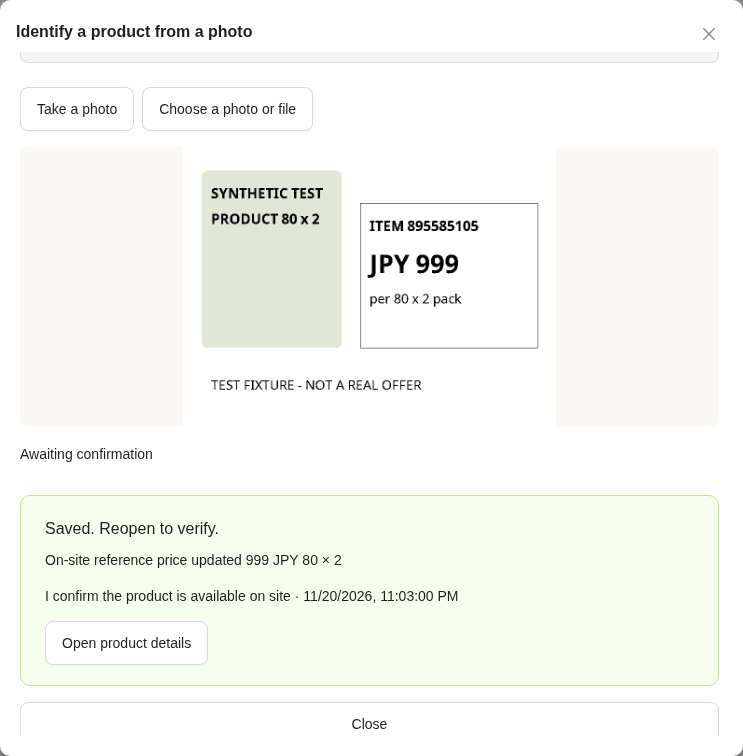 Identify a product from a photo
Take a photo
Choose a photo or file
SYNTHETIC TEST
PRODUCT 80 x 2
ITEM 895585105
JPY 999
per 80 x 2 pack
TEST FIXTURE - NOT A REAL OFFER
Awaiting confirmation
Saved. Reopen to verify.
On-site reference price updated 999 JPY 80 × 2
I confirm the product is available on site · 11/20/2026, 11:03:00 PM
Open product details
Close